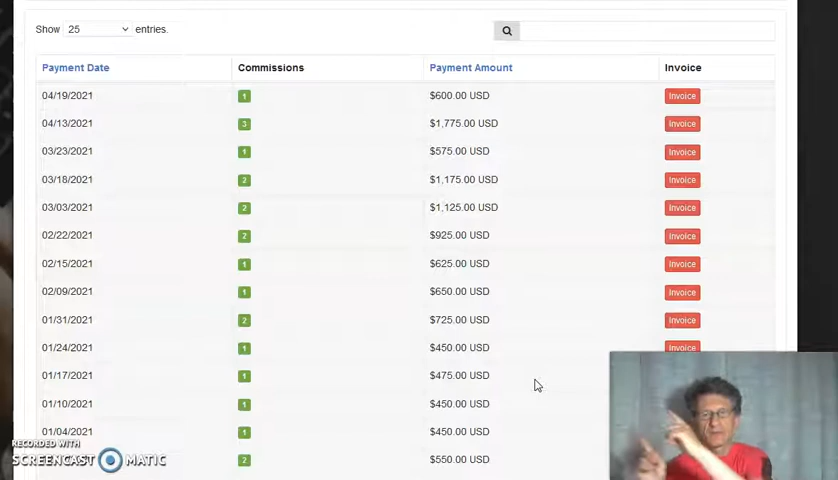 Show 25 entries.
Payment Date Commissions Payment Amount Invoice
04/19/2021 1 $600.00 USD Invoice
04/13/2021 3 $1,775.00 USD Invoice
03/23/2021 1 $575.00 USD Invoice
03/18/2021 2 $1,175.00 USD Invoice
03/03/2021 2 $1,125.00 USD Invoice
02/22/2021 2 $925.00 USD Invoice
02/15/2021 1 $625.00 USD Invoice
02/09/2021 1 $650.00 USD Invoice
01/31/2021 2 $725.00 USD Invoice
01/24/2021 1 $450.00 USD Invoice
01/17/2021 1 $475.00 USD
01/10/2021 1 $450.00 USD
01/04/2021 1 $450.00 USD
2 $550.00 USD
RECORDED WITH
SCREENCAST MATIC